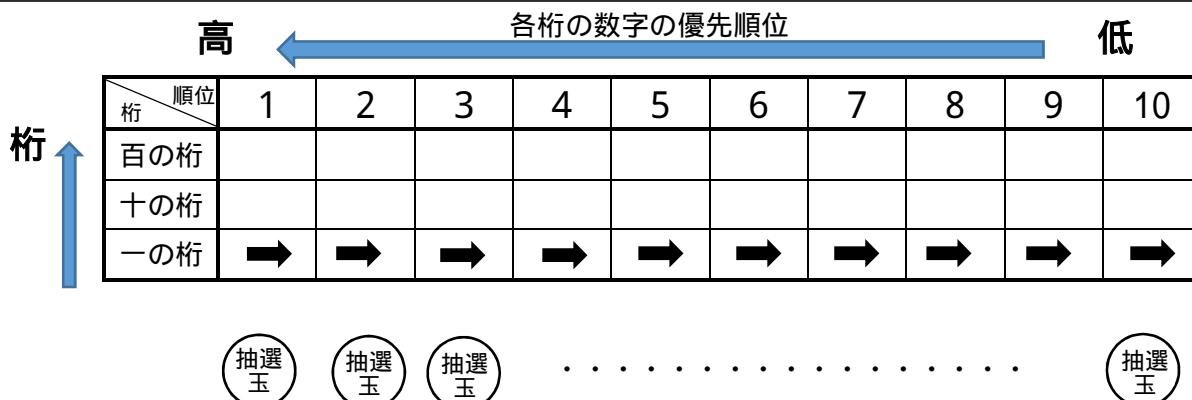 各桁の数字の優先順位
高 低
順位
桁 1 2 3 4 5 6 7 8 9 10
桁
百の桁
十の桁
一の桁
抽選玉 抽選玉 抽選玉 ・・・・・・・・・・・・・・・・・ 抽選玉